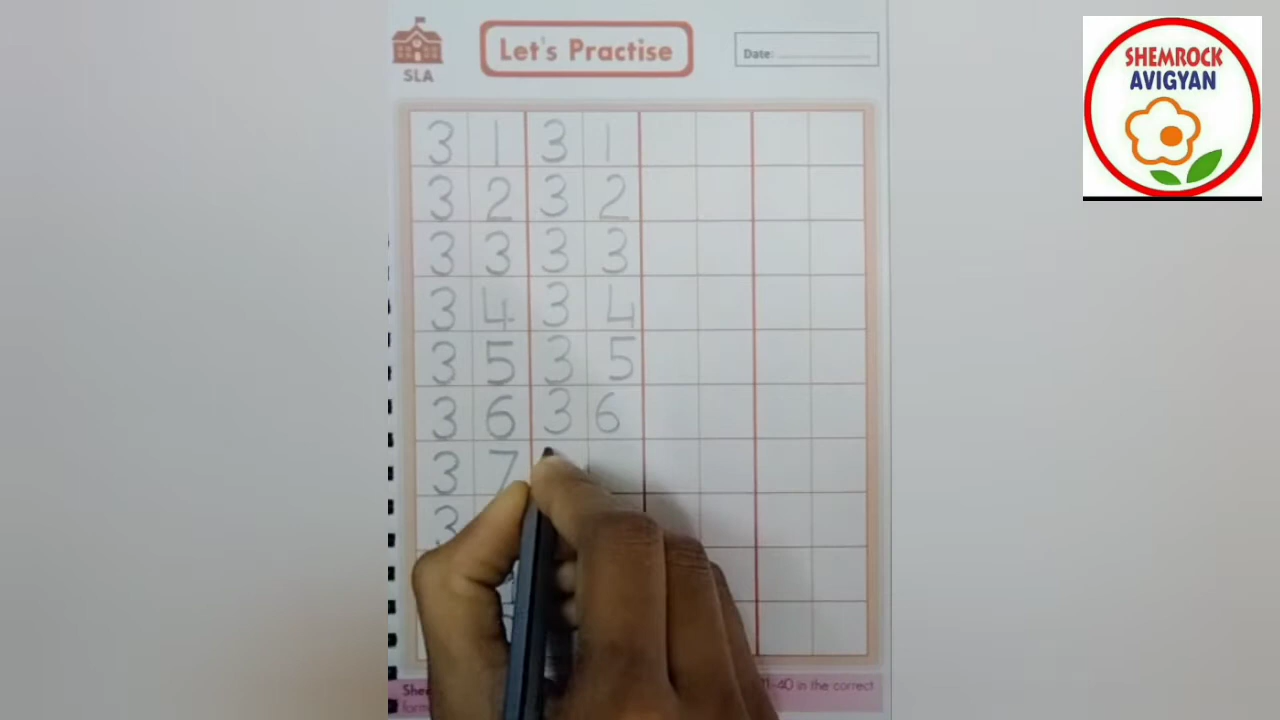 SLA
Let's Practise
Date:
SHEMROCK
AVIGYAN
3 1 3 1
3 2 3 2
3 3 3 3
3 4 3 4
3 5 3 5
3 6 3 6
3 7
3
-40 in the correct